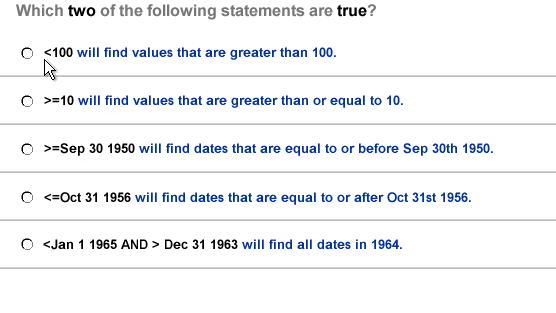 Which two of the following statements are true?
<100 will find values that are greater than 100.
>=10 will find values that are greater than or equal to 10.
>=Sep 30 1950 will find dates that are equal to or before Sep 30th 1950.
<=Oct 31 1956 will find dates that are equal to or after Oct 31st 1956.
<Jan 1 1965 AND > Dec 31 1963 will find all dates in 1964.